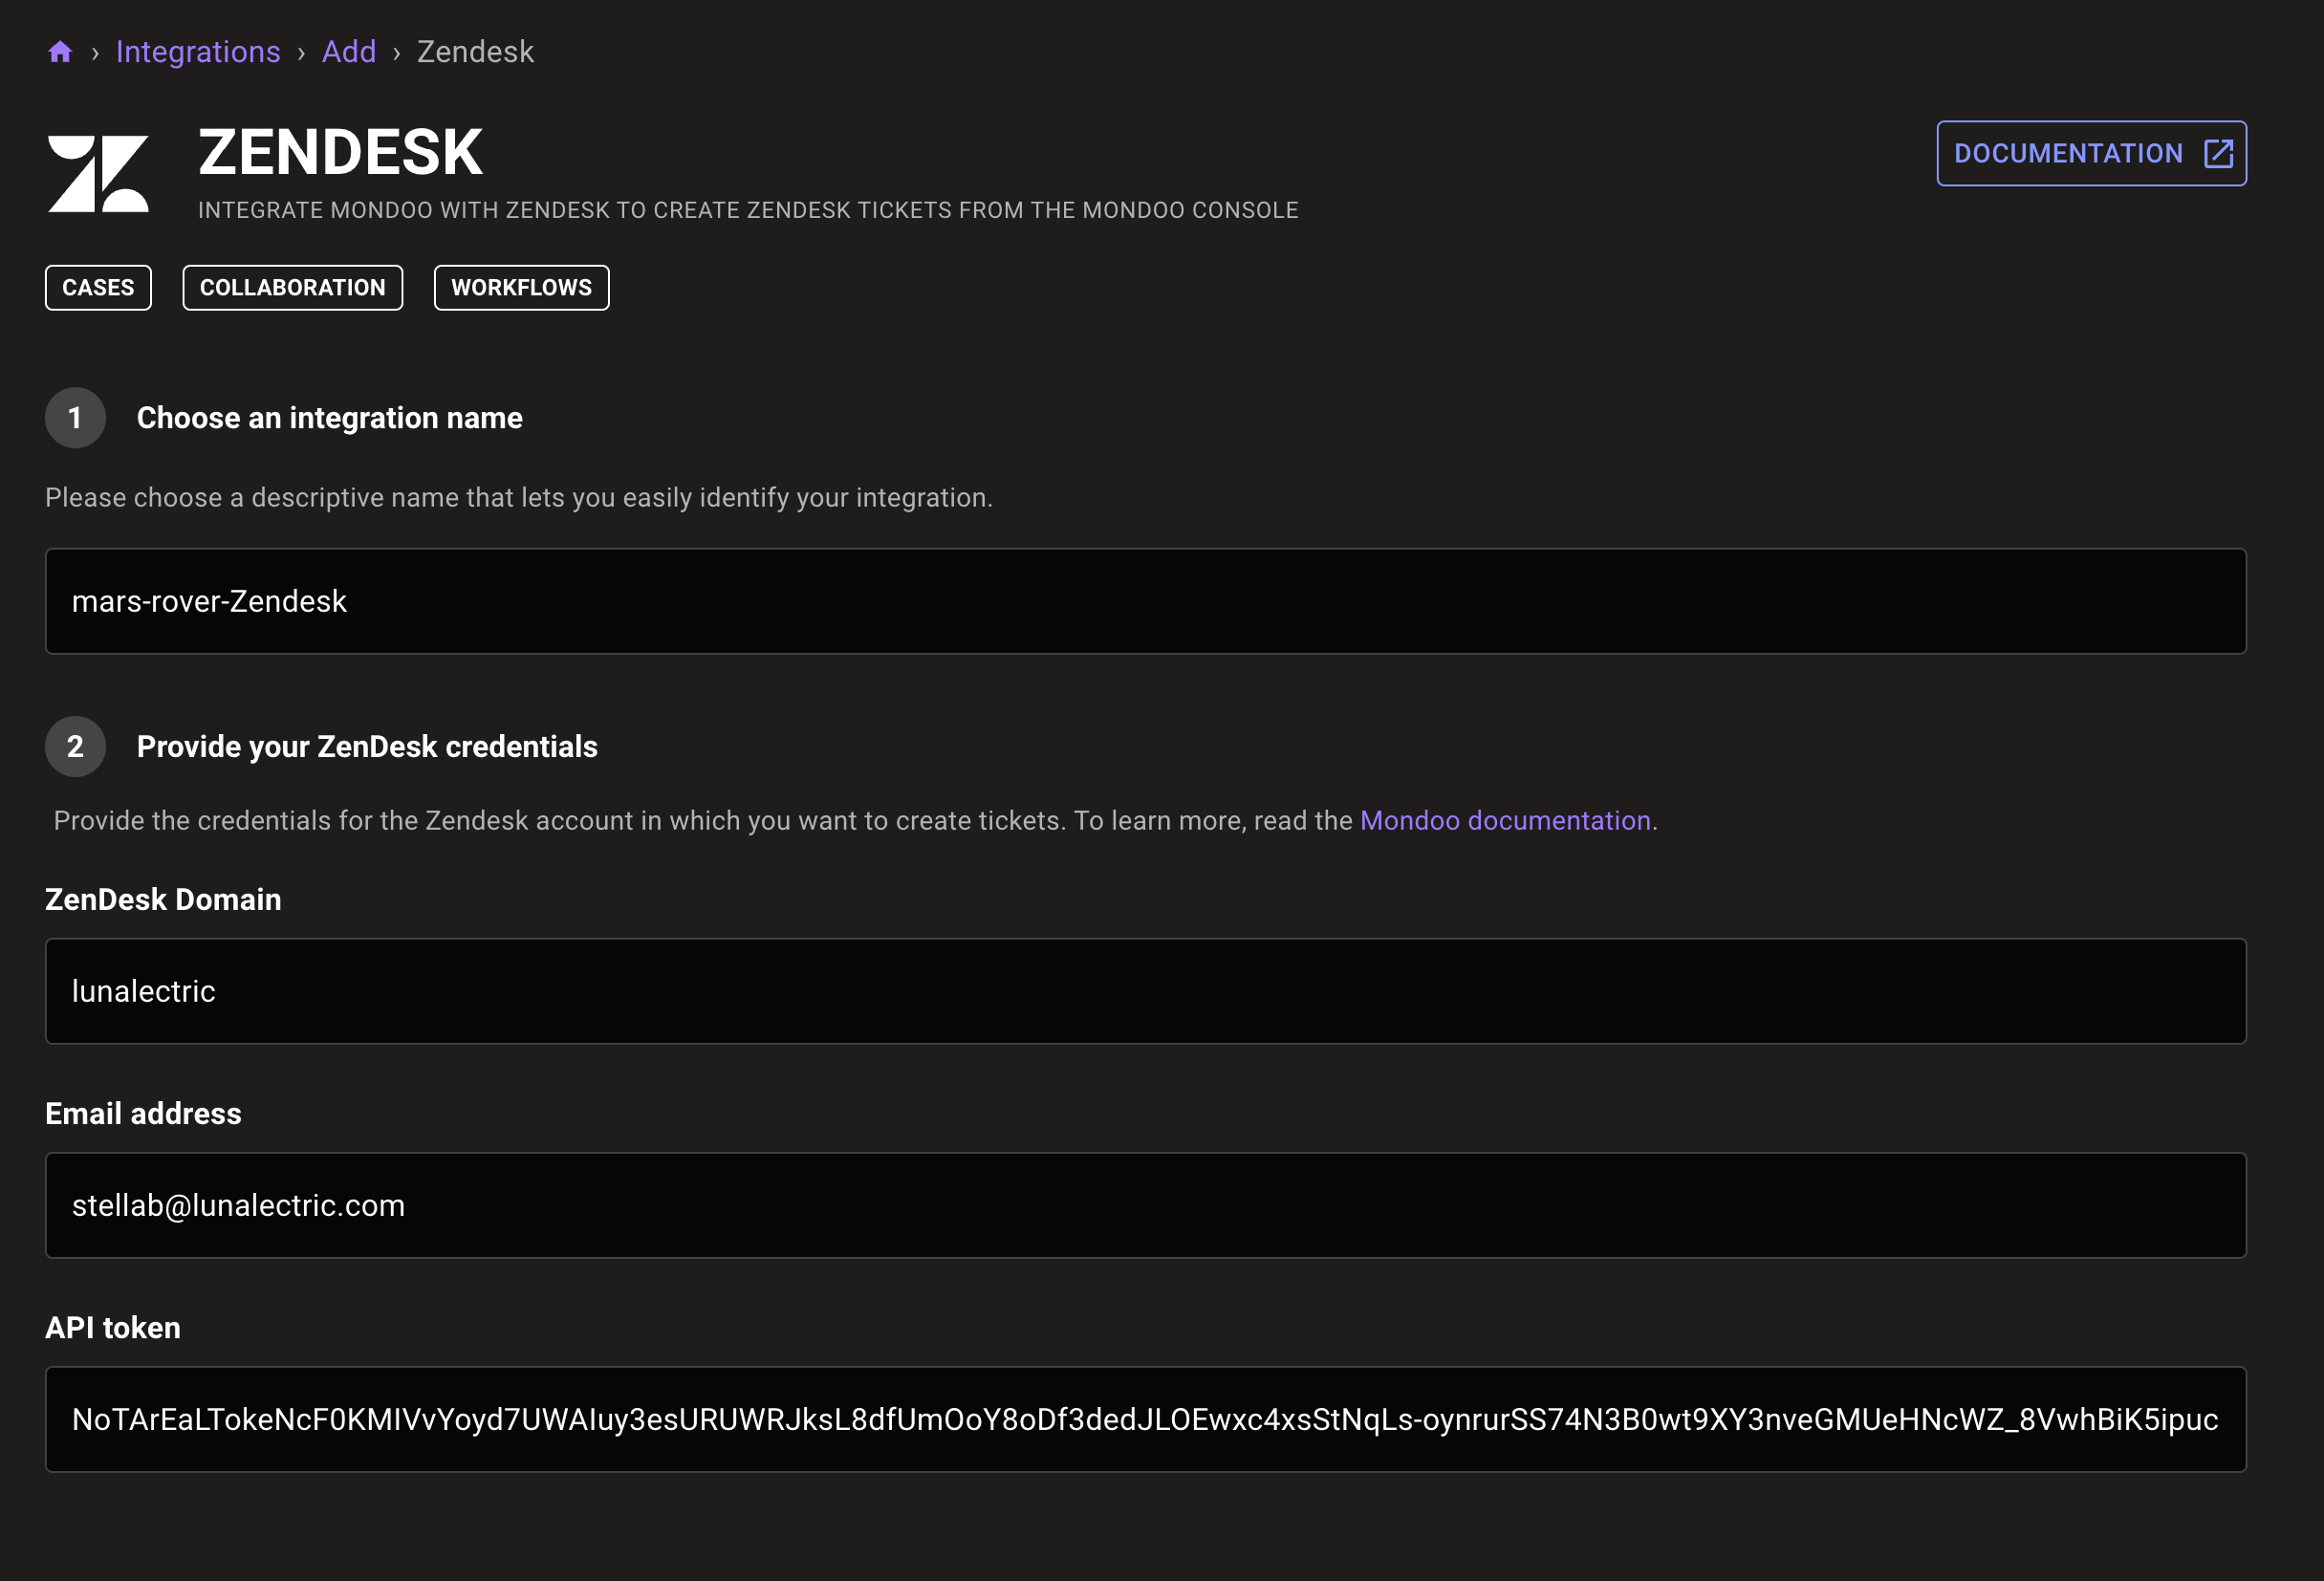 › Integrations › Add › Zendesk
ZENDESK
DOCUMENTATION
INTEGRATE MONDOO WITH ZENDESK TO CREATE ZENDESK TICKETS FROM THE MONDOO CONSOLE
CASES COLLABORATION WORKFLOWS
1 Choose an integration name
Please choose a descriptive name that lets you easily identify your integration.
mars-rover-Zendesk
2 Provide your ZenDesk credentials
Provide the credentials for the Zendesk account in which you want to create tickets. To learn more, read the Mondoo documentation.
ZenDesk Domain
lunalectric
Email address
stellab@lunalectric.com
API token
NoTArEaLTokeNcF0KMIVvYoyd7UWAIuy3esURUWRJksL8dfUmOoY8oDf3dedJLOEwxc4xsStNqLs-oynrurSS74N3B0wt9XY3nveGMUeHNcWZ_8VwhBiK5ipuc